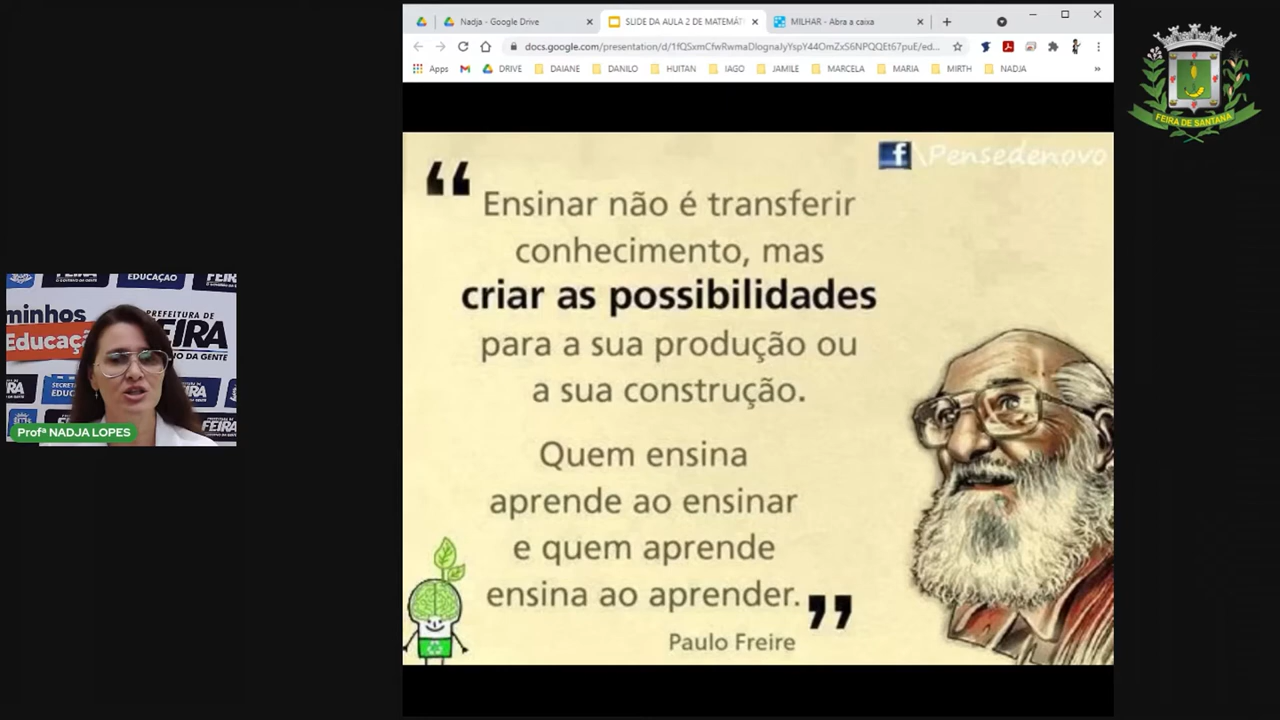 Nadja - Google Drive
SLIDE DA AULA 2 DE MATEMÁT
MILHAR - Abra a caixa
Apps
DRIVE
DAIANE
DANILO
HUITAN
IAGO
JAMILE
MARCELA
MARIA
MIRTH
NADJA
»
FEIRA DE SANTANA
f \Pensedenovo
“ Ensinar não é transferir
conhecimento, mas
criar as possibilidades
para a sua produção ou
a sua construção.
Quem ensina
aprende ao ensinar
e quem aprende
ensina ao aprender. ”
Paulo Freire
EDUCAÇÃO
minhos
Educaç
PREFEITURA DE
FEIRA
Profª NADJA LOPES